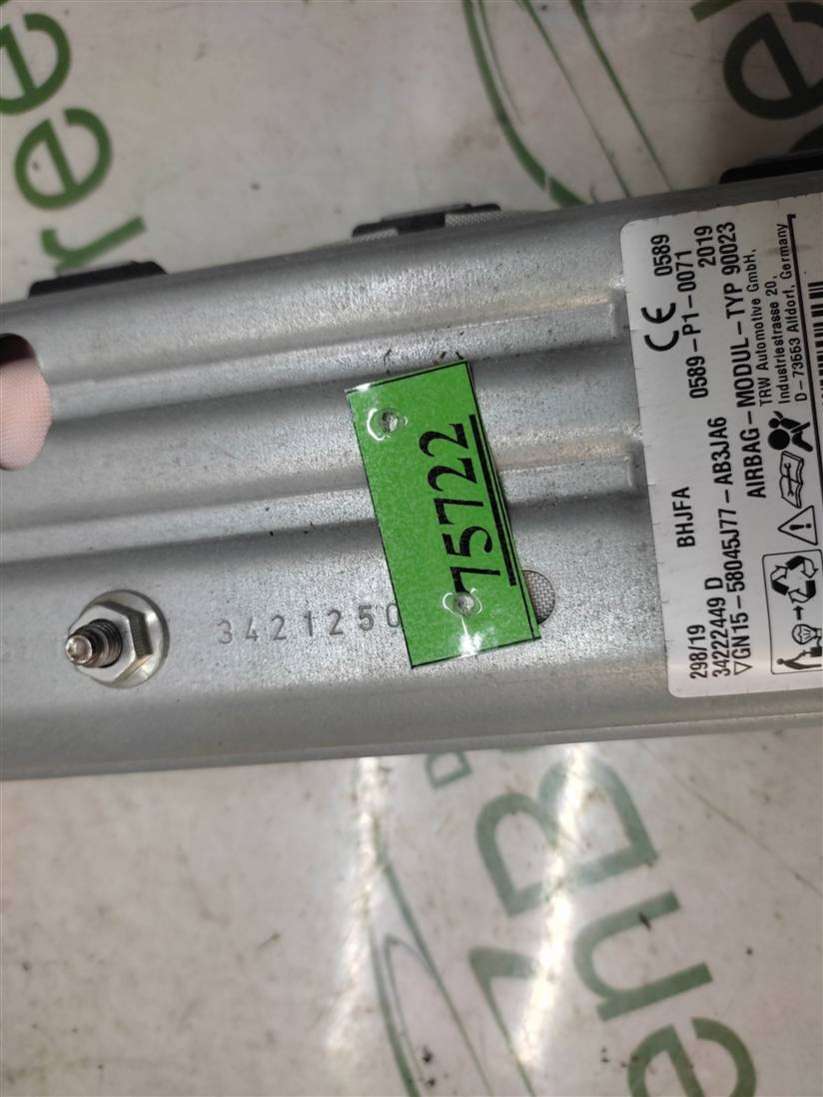 CE 0589
0589-P1-0071
2019
AIRBAG-MODUL-TYP 90023
TRW Automotive GmbH,
Industriestrasse 20,
D-73553 Alfdorf, Germany
298/19 BHJFA
34222449 D
▽GN15-58045J77-AB3JA6
75722
3421250